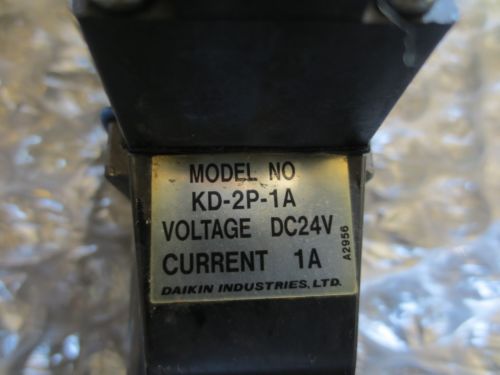 MODEL NO
KD-2P-1A
VOLTAGE DC24V
CURRENT 1A
DAIKIN INDUSTRIES, LTD.
A2956